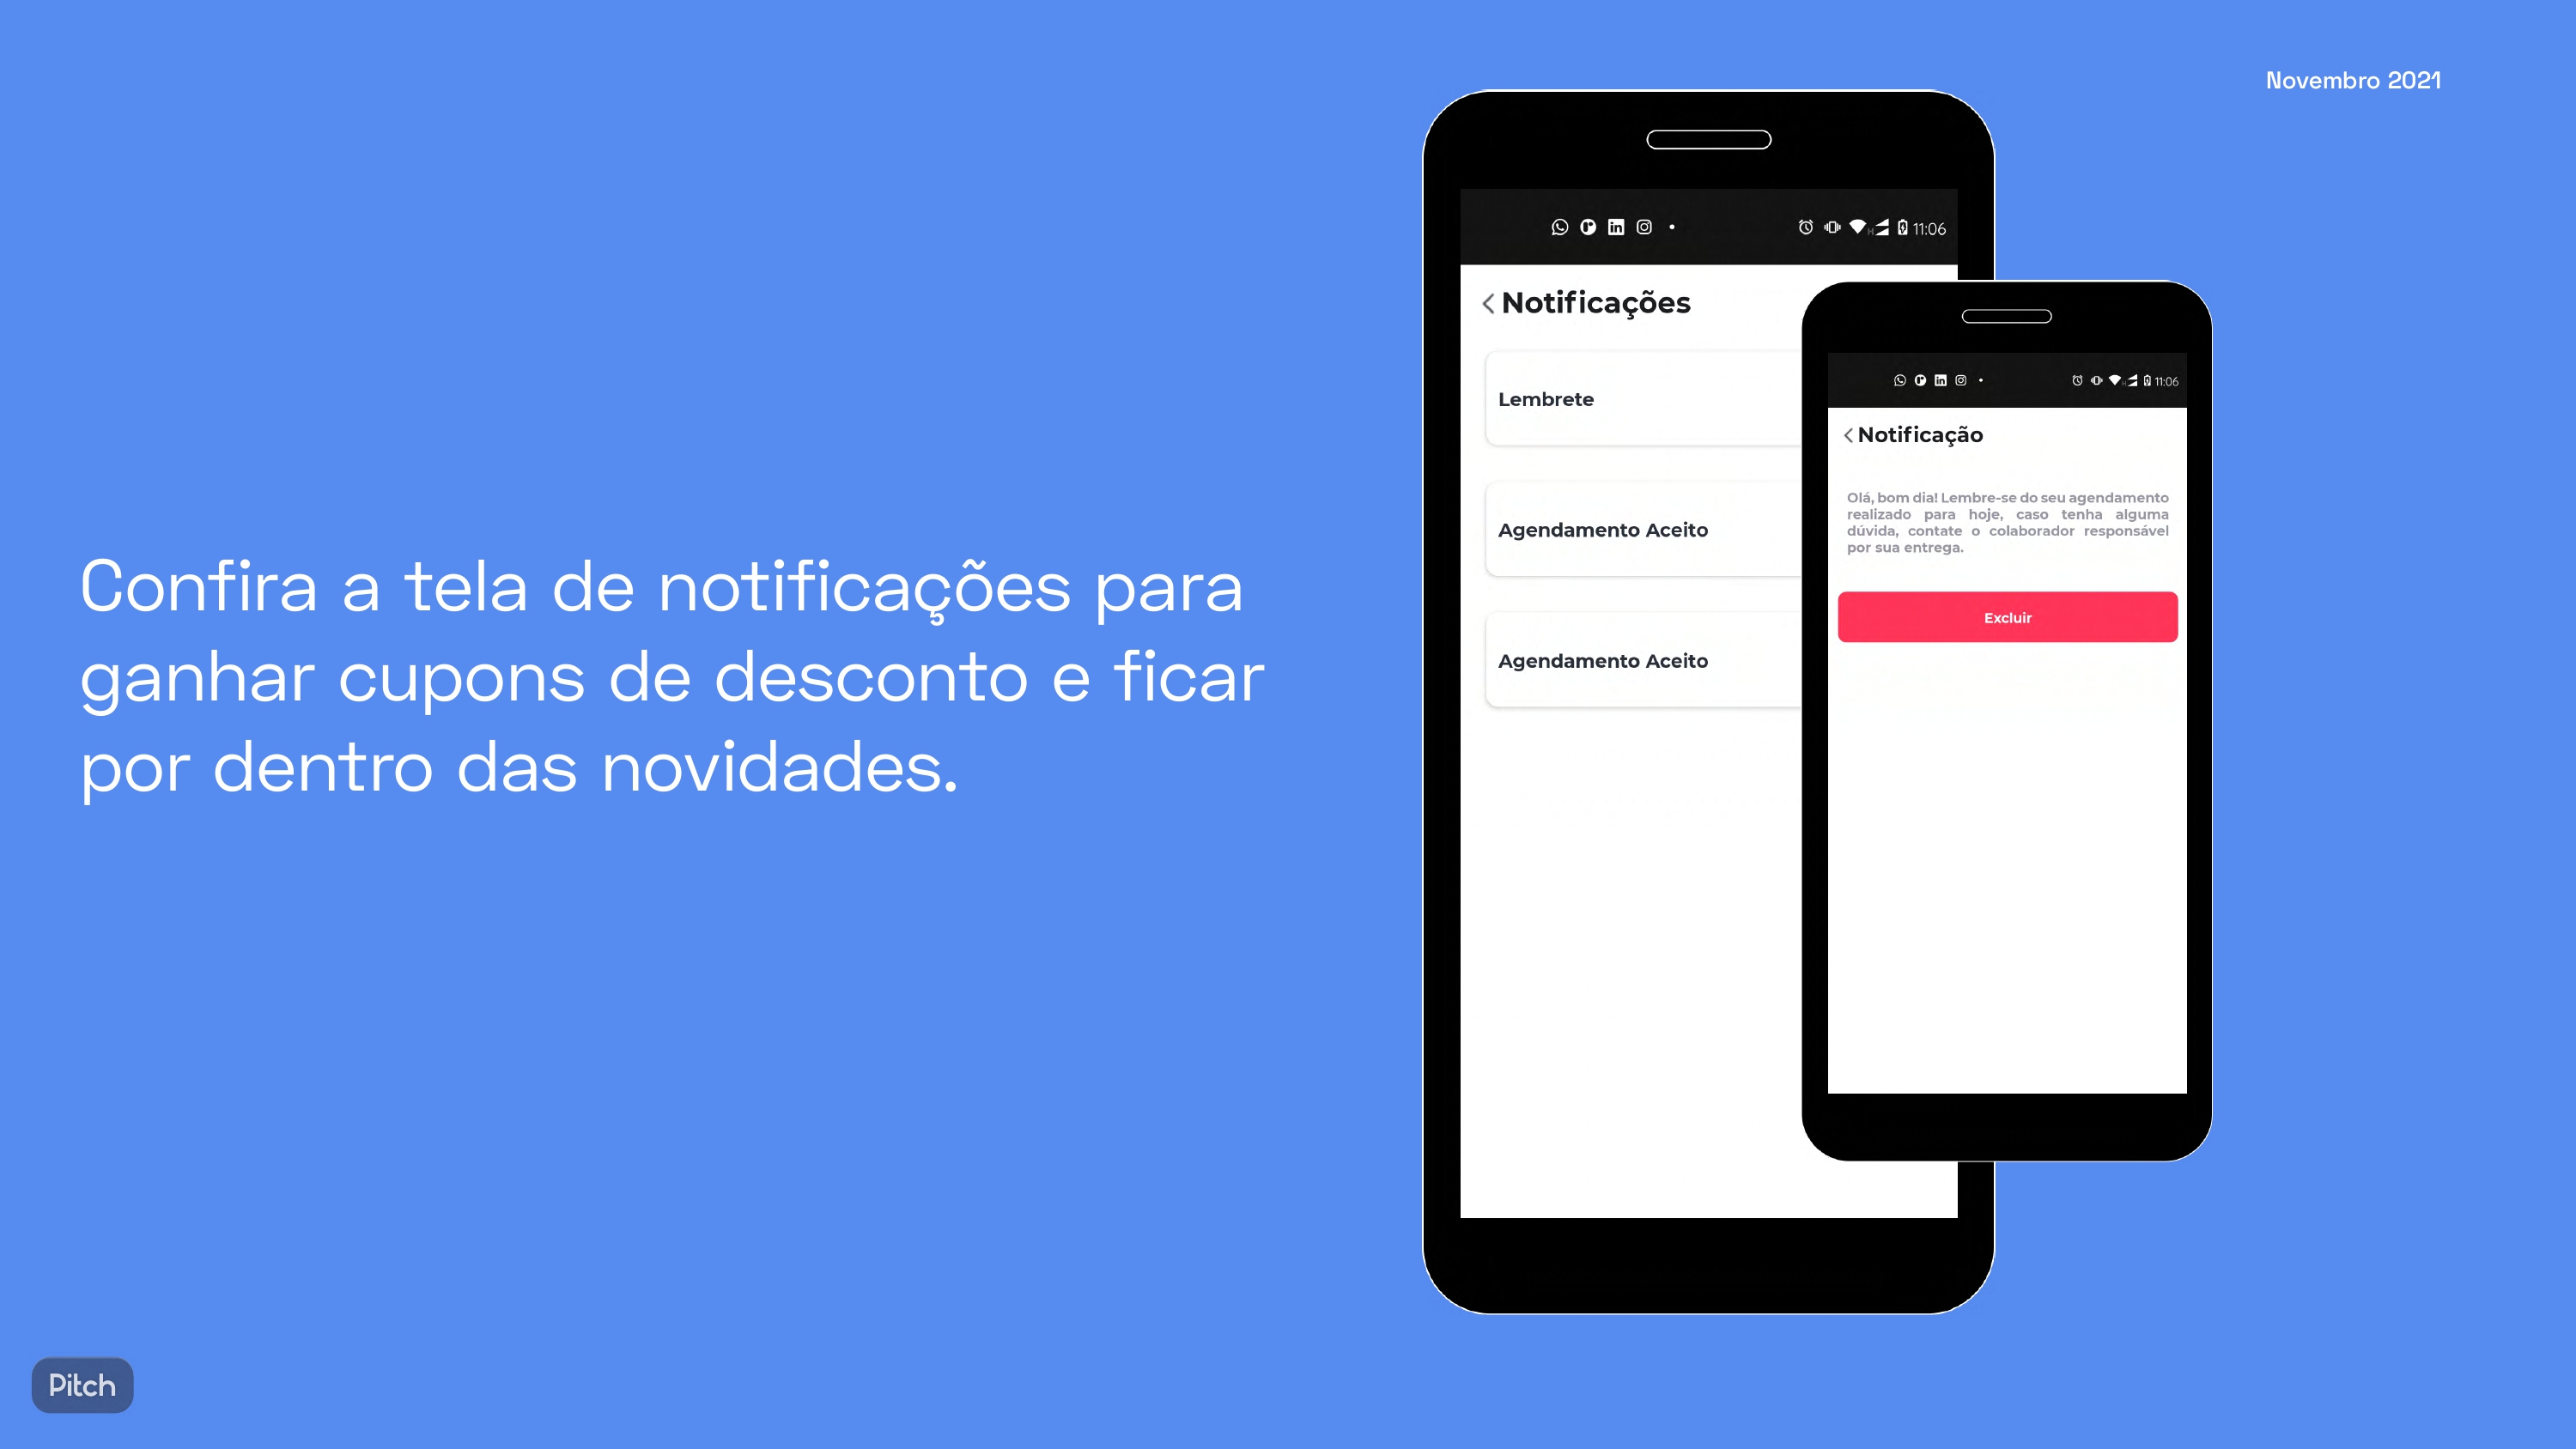 Novembro 2021
Confira a tela de notificações para
ganhar cupons de desconto e ficar
por dentro das novidades.
11:06
Notificações
Lembrete
Agendamento Aceito
Agendamento Aceito
11:06
Notificação
Olá, bom dia! Lembre-se do seu agendamento
realizado para hoje, caso tenha alguma
dúvida, contate o colaborador responsável
por sua entrega.
Excluir
Pitch